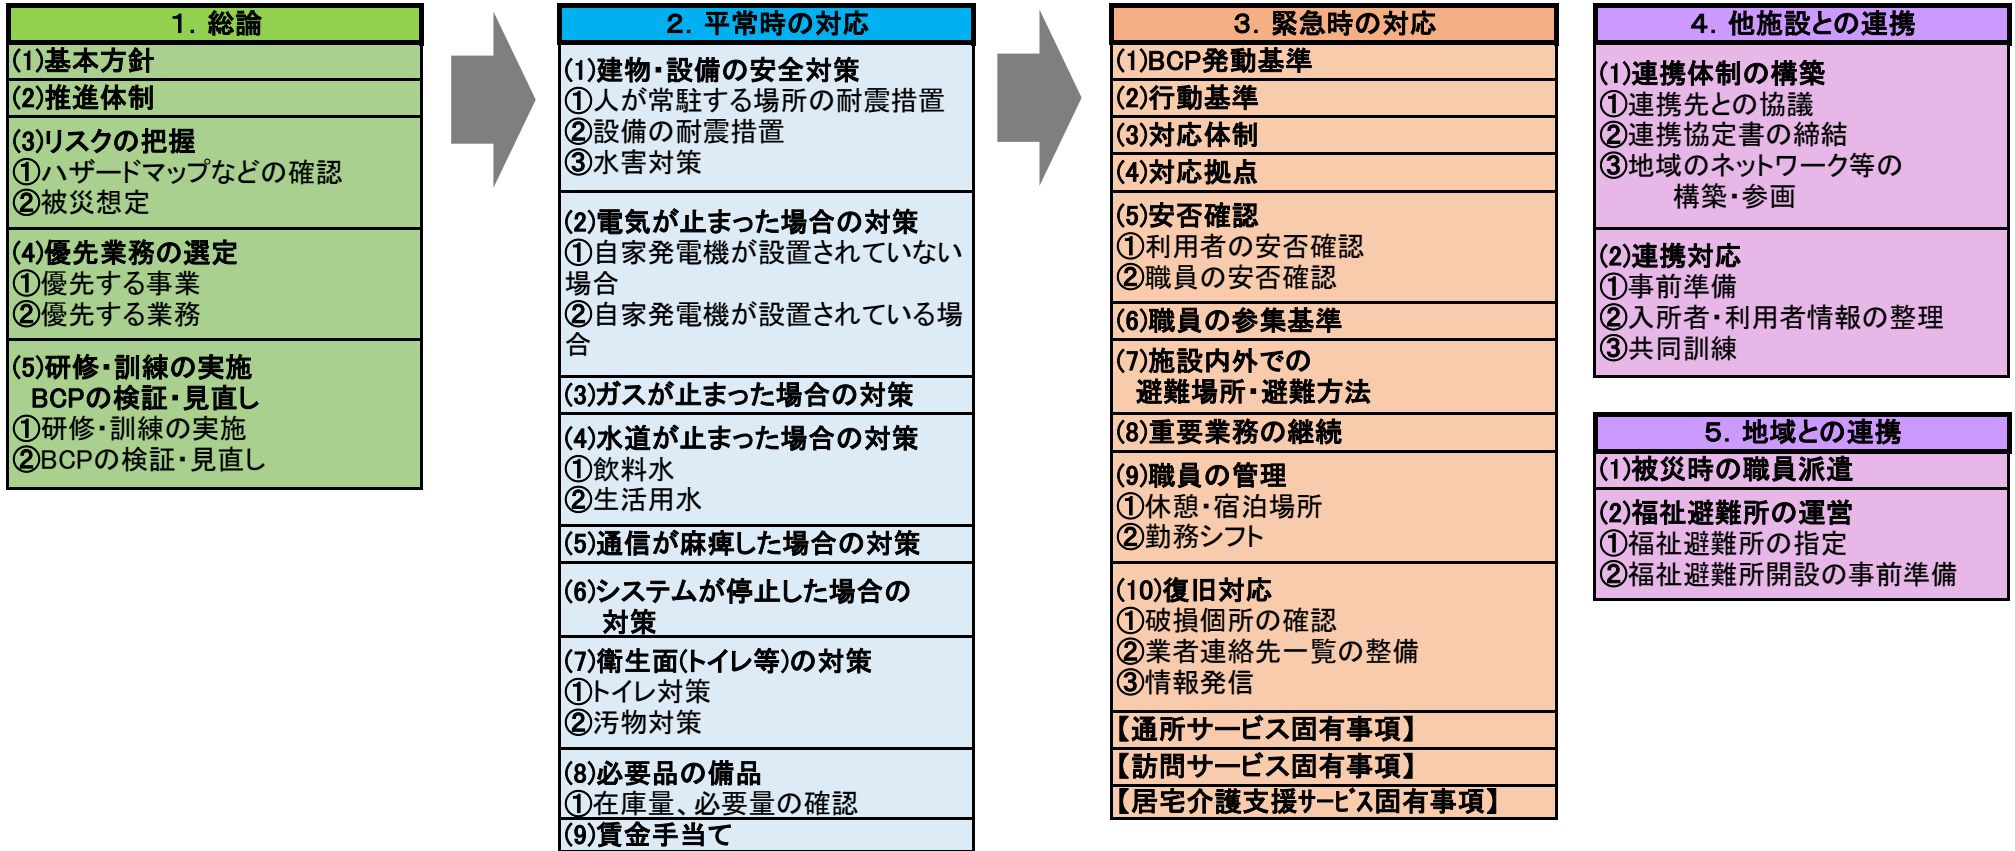 １．総論
(1)基本方針
(2)推進体制
(3)リスクの把握
①ハザードマップなどの確認
②被災想定
(4)優先業務の選定
①優先する事業
②優先する業務
(5)研修・訓練の実施
BCPの検証・見直し
①研修・訓練の実施
②BCPの検証・見直し
２．平常時の対応
(1)建物・設備の安全対策
①人が常駐する場所の耐震措置
②設備の耐震措置
③水害対策
(2)電気が止まった場合の対策
①自家発電機が設置されていない
場合
②自家発電機が設置されている場
合
(3)ガスが止まった場合の対策
(4)水道が止まった場合の対策
①飲料水
②生活用水
(5)通信が麻痺した場合の対策
(6)システムが停止した場合の
対策
(7)衛生面(トイレ等)の対策
①トイレ対策
②汚物対策
(8)必要品の備品
①在庫量、必要量の確認
(9)賃金手当て
３．緊急時の対応
(1)BCP発動基準
(2)行動基準
(3)対応体制
(4)対応拠点
(5)安否確認
①利用者の安否確認
②職員の安否確認
(6)職員の参集基準
(7)施設内外での
避難場所・避難方法
(8)重要業務の継続
(9)職員の管理
①休憩・宿泊場所
②勤務シフト
(10)復旧対応
①破損個所の確認
②業者連絡先一覧の整備
③情報発信
【通所サービス固有事項】
【訪問サービス固有事項】
【居宅介護支援ｻｰﾋﾞｽ固有事項】
４．他施設との連携
(1)連携体制の構築
①連携先との協議
②連携協定書の締結
③地域のネットワーク等の
構築・参画
(2)連携対応
①事前準備
②入所者・利用者情報の整理
③共同訓練
５．地域との連携
(1)被災時の職員派遣
(2)福祉避難所の運営
①福祉避難所の指定
②福祉避難所開設の事前準備